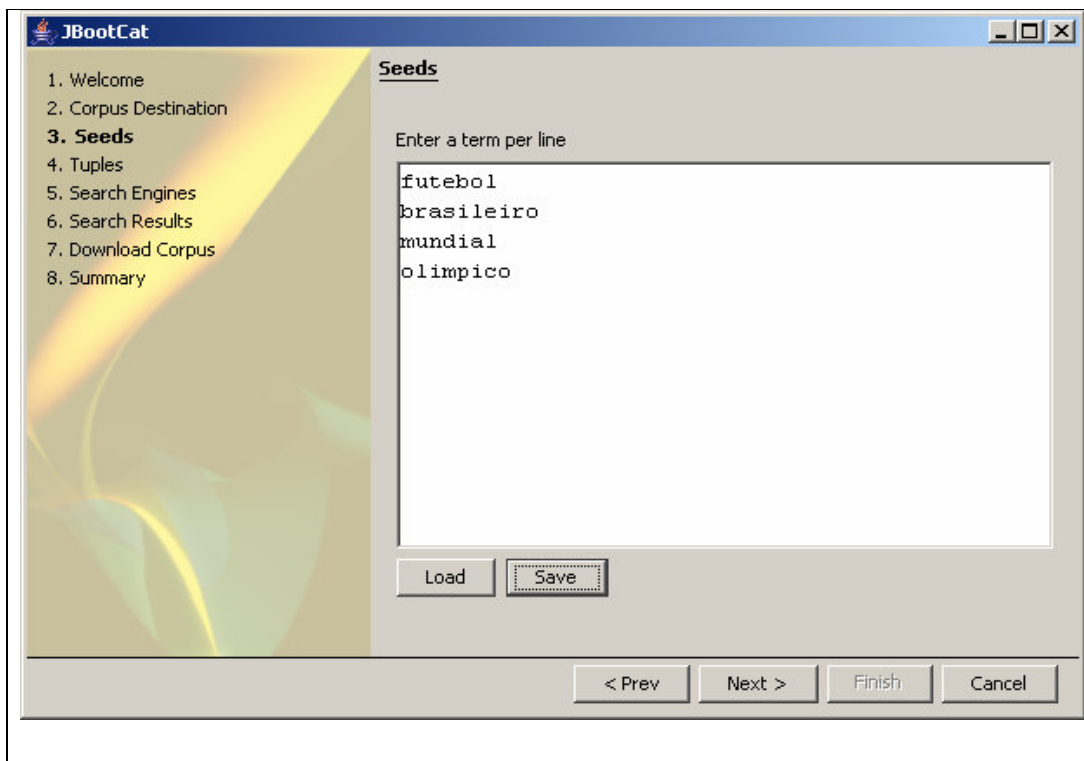 JBootCat
1. Welcome
2. Corpus Destination
3. Seeds
4. Tuples
5. Search Engines
6. Search Results
7. Download Corpus
8. Summary
Seeds
Enter a term per line
futebol
brasileiro
mundial
olimpico
Load Save
< Prev Next > Finish Cancel